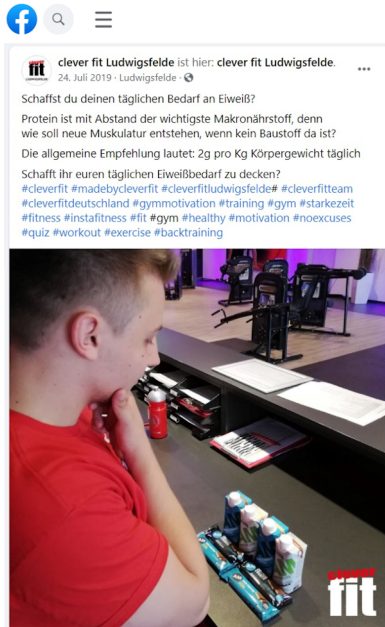 clever fit Ludwigsfelde ist hier: clever fit Ludwigsfelde.
24. Juli 2019 · Ludwigsfelde ·
Schaffst du deinen täglichen Bedarf an Eiweiß?
Protein ist mit Abstand der wichtigste Makronährstoff, denn
wie soll neue Muskulatur entstehen, wenn kein Baustoff da ist?
Die allgemeine Empfehlung lautet: 2g pro Kg Körpergewicht täglich
Schafft ihr euren täglichen Eiweißbedarf zu decken?
#cleverfit #madebycleverfit #cleverfitludwigsfelde# #cleverfitteam
#cleverfitdeutschland #gymmotivation #training #gym #starkezeit
#fitness #instafitness #fit #gym #healthy #motivation #noexcuses
#quiz #workout #exercise #backtraining
clever
fit